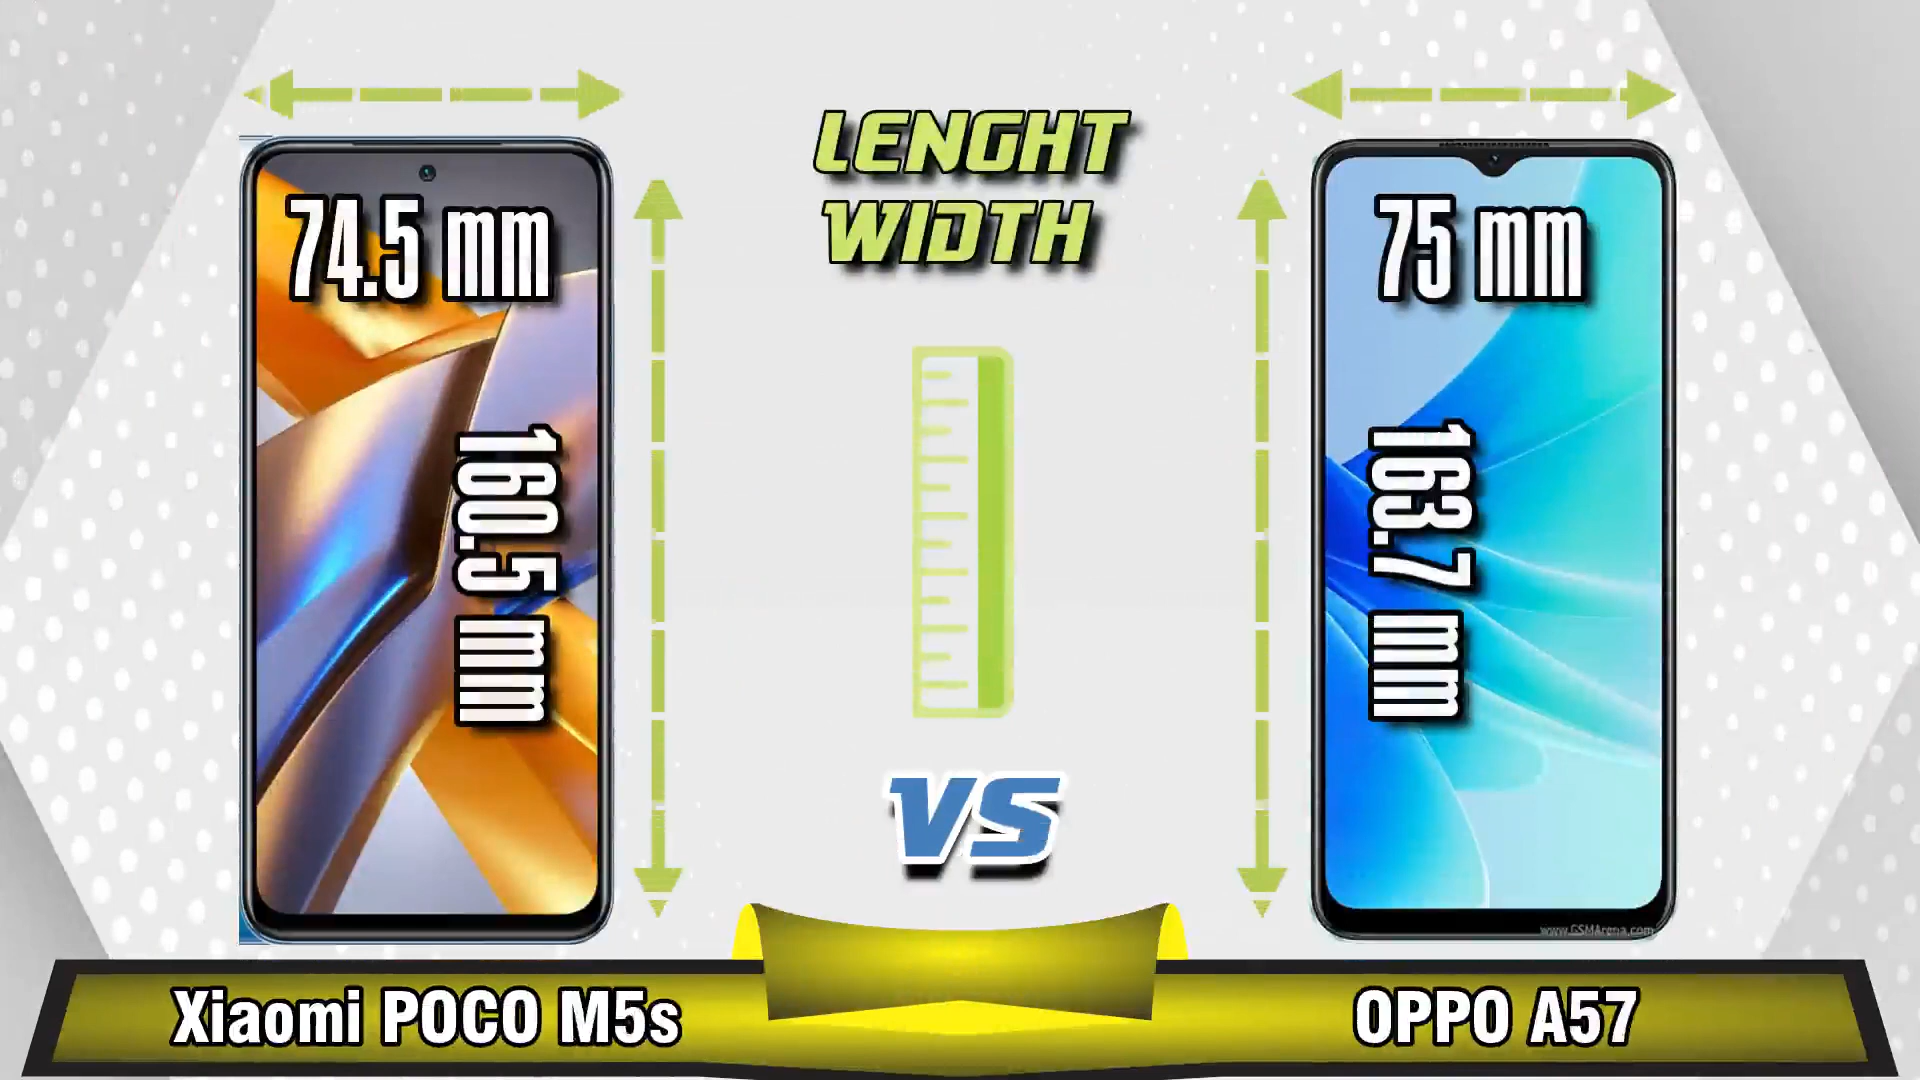 LENGHT
WIDTH
74.5 mm
160.5 mm
75 mm
163.7 mm
VS
www.GSMArena.com
Xiaomi POCO M5s
OPPO A57